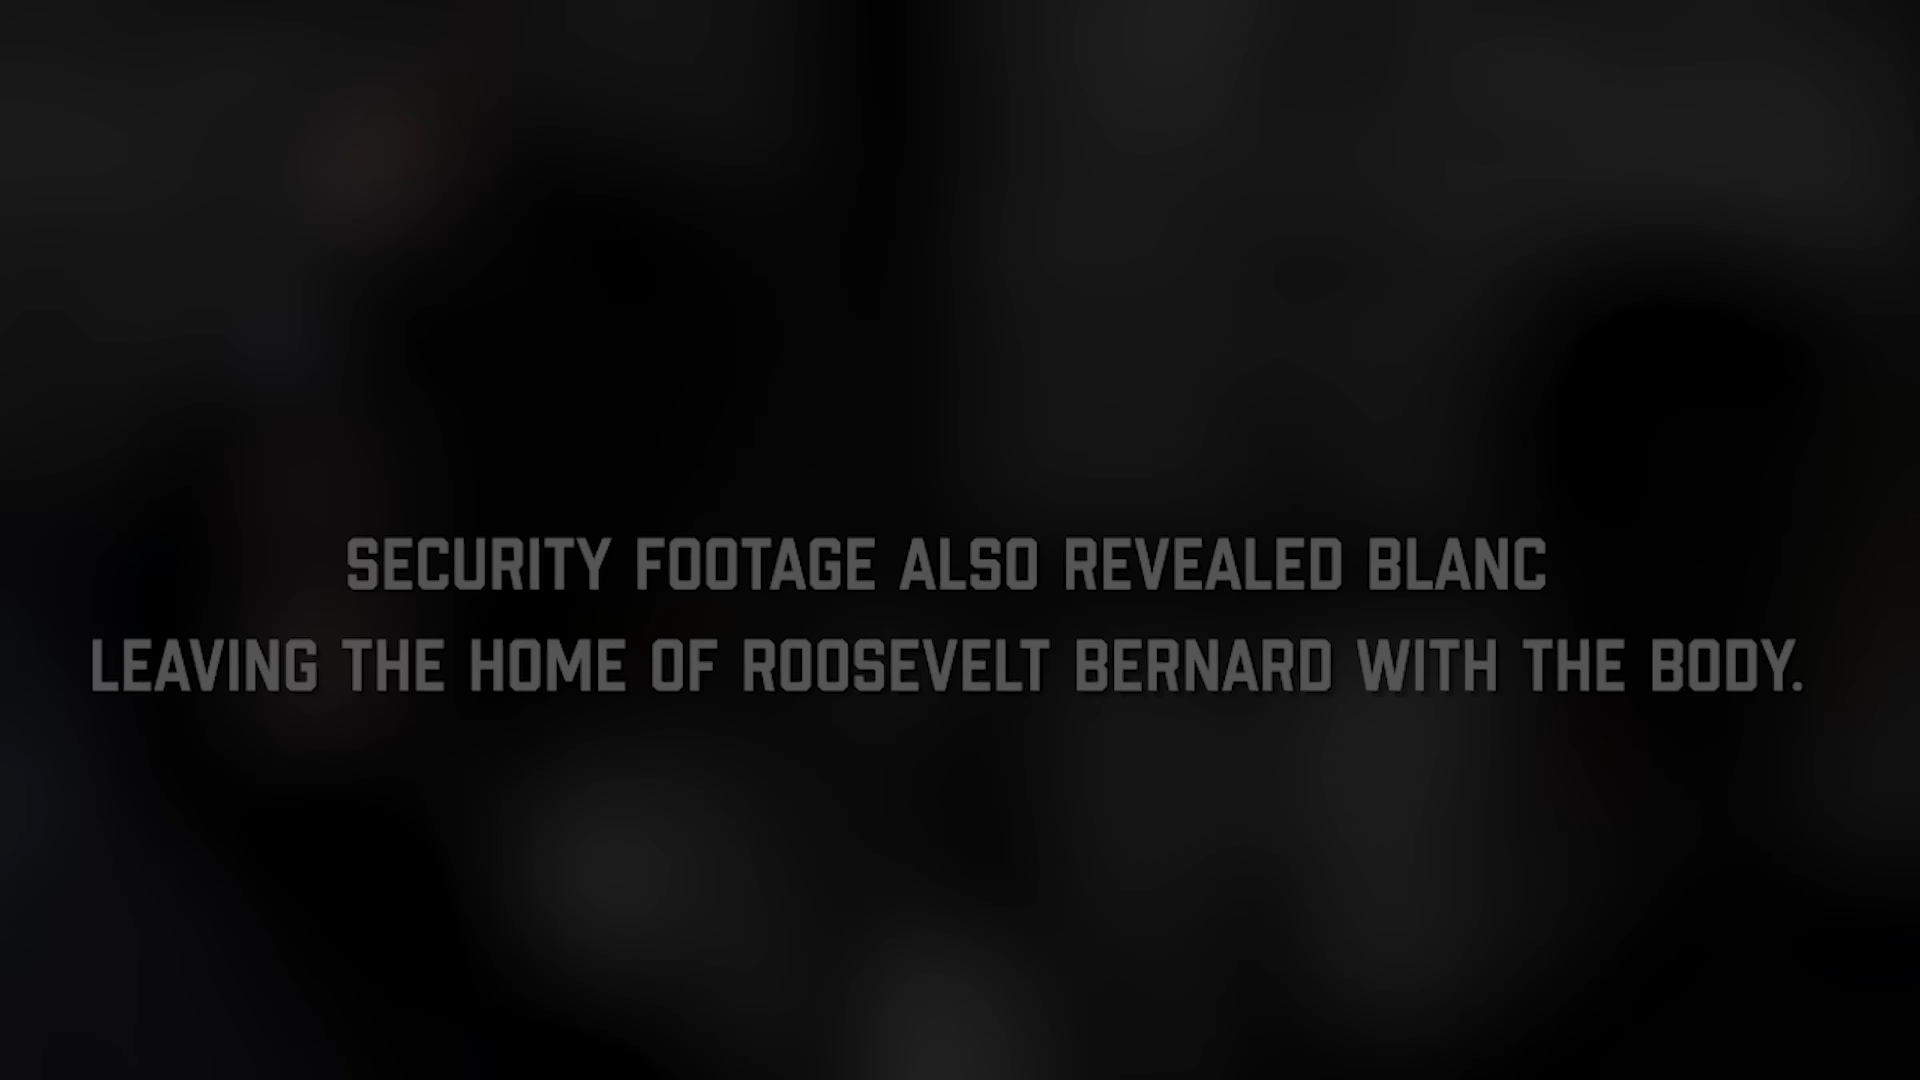 SECURITY FOOTAGE ALSO REVEALED BLANC
LEAVING THE HOME OF ROOSEVELT BERNARD WITH THE BODY.